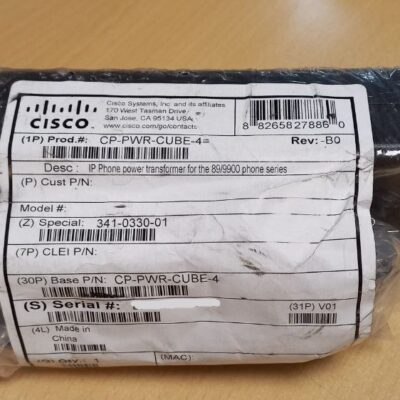 CISCO
Cisco Systems, Inc. and its affiliates
170 West Tasman Drive
San Jose, CA 95134 USA
www.cisco.com/go/contacts
8 8265827886 0
(1P) Prod.#: CP-PWR-CUBE-4=
Rev: -B0
Desc : IP Phone power transformer for the 89/9900 phone series
(P) Cust P/N:
Model #:
(Z) Special: 341-0330-01
(7P) CLEI P/N:
(30P) Base P/N: CP-PWR-CUBE-4
(S) Serial #:
(31P) V01
(4L) Made in
China
(Q) Qty: 1
(MAC):